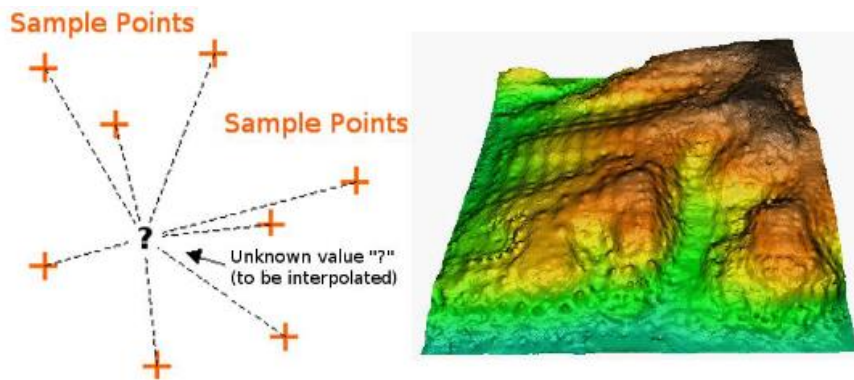 Sample Points
Sample Points
?
Unknown value "?"
(to be interpolated)